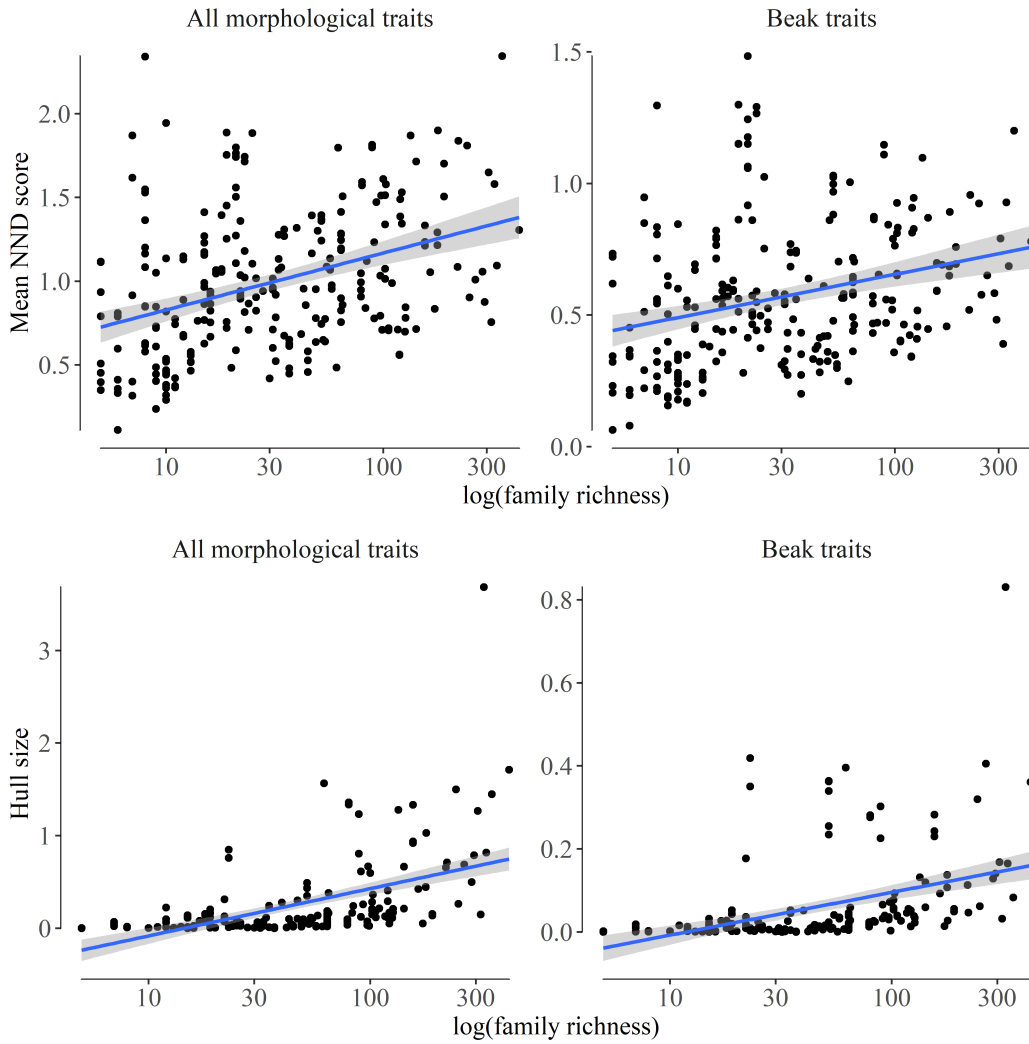 All morphological traits
Beak traits
Mean NND score
2.0
1.5
1.0
0.5
1.5
1.0
0.5
0.0
10 30 100 300
10 30 100 300
log(family richness)
All morphological traits
Beak traits
Hull size
3
2
1
0
0.8
0.6
0.4
0.2
0.0
10 30 100 300
10 30 100 300
log(family richness)